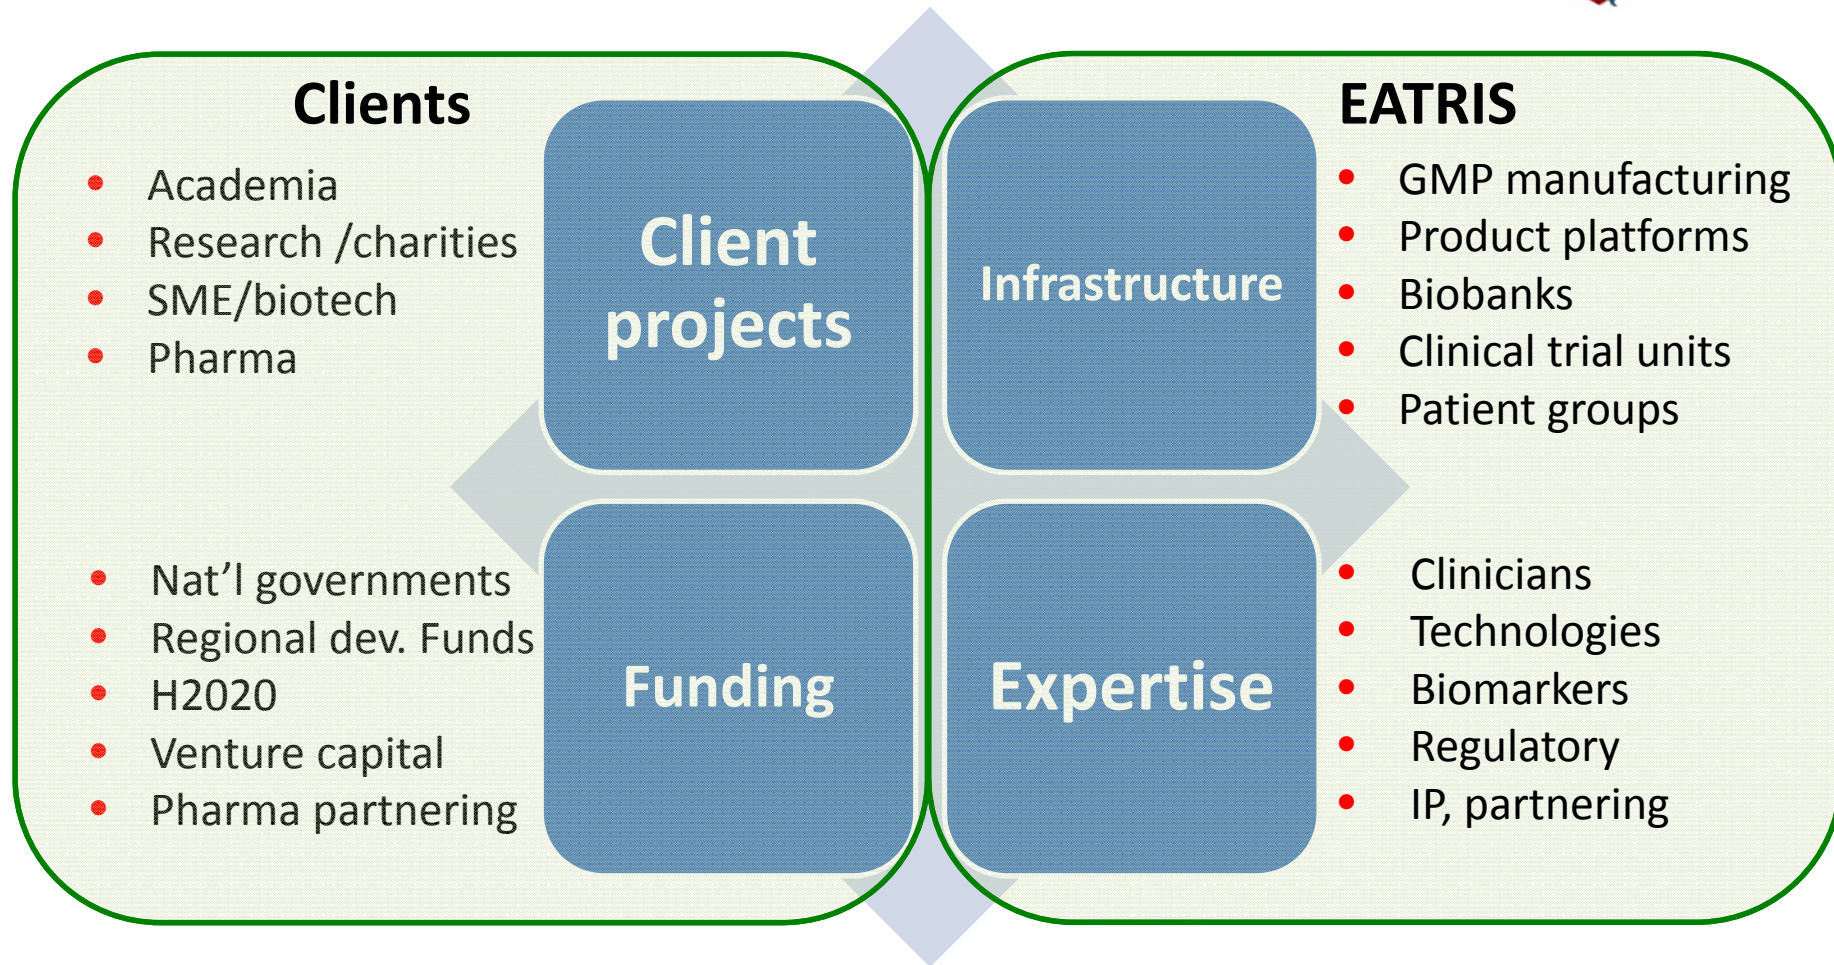 Clients
• Academia
• Research /charities
• SME/biotech
• Pharma
Client
projects
• Nat’l governments
• Regional dev. Funds
• H2020
• Venture capital
• Pharma partnering
Funding
EATRIS
Infrastructure
• GMP manufacturing
• Product platforms
• Biobanks
• Clinical trial units
• Patient groups
Expertise
• Clinicians
• Technologies
• Biomarkers
• Regulatory
• IP, partnering